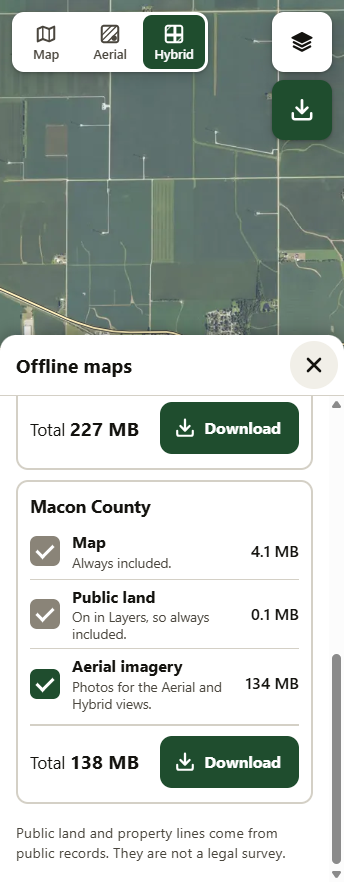 Map
Aerial
Hybrid
Offline maps
Total 227 MB
Download
Macon County
Map
4.1 MB
Always included.
Public land
0.1 MB
On in Layers, so always
included.
Aerial imagery
134 MB
Photos for the Aerial and
Hybrid views.
Total 138 MB
Download
Public land and property lines come from
public records. They are not a legal survey.